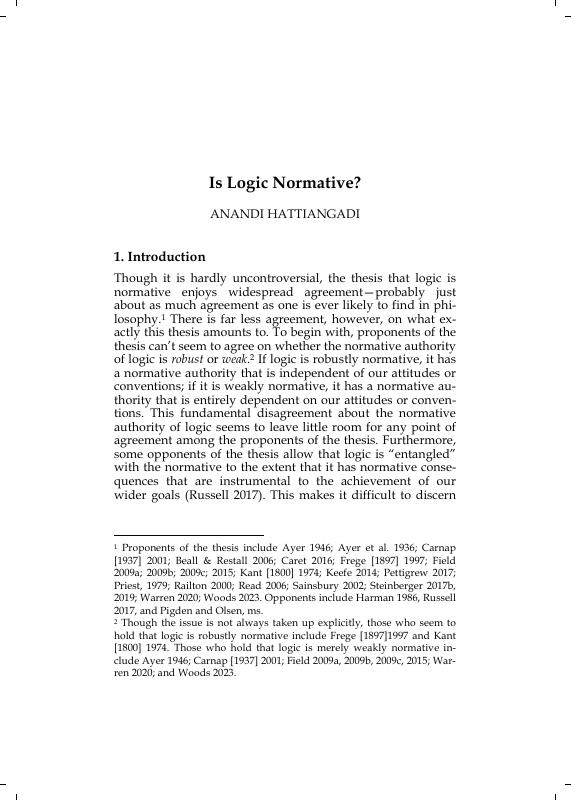 Is Logic Normative?
ANANDI HATTIANGADI
1. Introduction
Though it is hardly uncontroversial, the thesis that logic is
normative enjoys widespread agreement—probably just
about as much agreement as one is ever likely to find in phi-
losophy.¹ There is far less agreement, however, on what ex-
actly this thesis amounts to. To begin with, proponents of the
thesis can’t seem to agree on whether the normative authority
of logic is robust or weak.² If logic is robustly normative, it has
a normative authority that is independent of our attitudes or
conventions; if it is weakly normative, it has a normative au-
thority that is entirely dependent on our attitudes or conven-
tions. This fundamental disagreement about the normative
authority of logic seems to leave little room for any point of
agreement among the proponents of the thesis. Furthermore,
some opponents of the thesis allow that logic is “entangled”
with the normative to the extent that it has normative conse-
quences that are instrumental to the achievement of our
wider goals (Russell 2017). This makes it difficult to discern
¹ Proponents of the thesis include Ayer 1946; Ayer et al. 1936; Carnap
[1937] 2001; Beall & Restall 2006; Caret 2016; Frege [1897] 1997; Field
2009a; 2009b; 2009c; 2015; Kant [1800] 1974; Keefe 2014; Pettigrew 2017;
Priest, 1979; Railton 2000; Read 2006; Sainsbury 2002; Steinberger 2017b,
2019; Warren 2020; Woods 2023. Opponents include Harman 1986, Russell
2017, and Pigden and Olsen, ms.
² Though the issue is not always taken up explicitly, those who seem to
hold that logic is robustly normative include Frege [1897]1997 and Kant
[1800] 1974. Those who hold that logic is merely weakly normative in-
clude Ayer 1946; Carnap [1937] 2001; Field 2009a, 2009b, 2009c, 2015; War-
ren 2020; and Woods 2023.